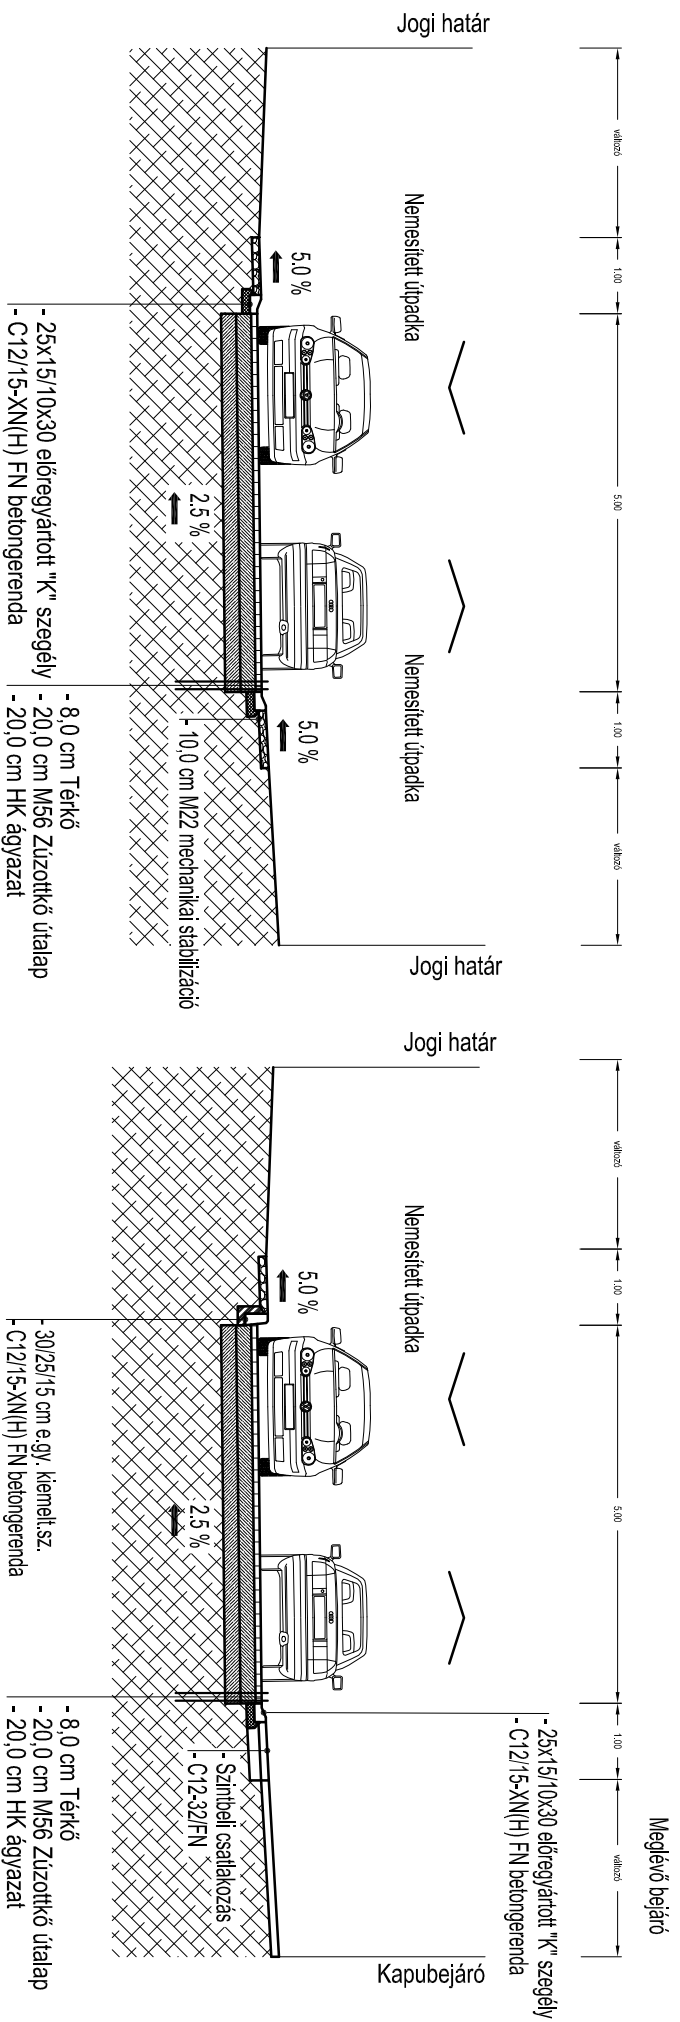 Jogi határ
változó
1.00
5.00
1.00
változó
Nemesített útpadka
Nemesített útpadka
5.0 %
5.0 %
2.5 %
- 10,0 cm M22 mechanikai stabilizáció
- 25x15/10x30 előregyártott "K" szegély
- C12/15-XN(H) FN betongerenda
- 8,0 cm Térkő
- 20,0 cm M56 Zúzottkő útalap
- 20,0 cm HK ágyazat
Jogi határ
Jogi határ
Meglévő bejáró
változó
1.00
5.00
1.00
változó
- 25x15/10x30 előregyártott "K" szegély
- C12/15-XN(H) FN betongerenda
Nemesített útpadka
5.0 %
2.5 %
- Szintbeli csatlakozás
- C12-32/FN
- 30/25/15 cm e.gy. kiemelt.sz.
- C12/15-XN(H) FN betongerenda
- 8,0 cm Térkő
- 20,0 cm M56 Zúzottkő útalap
- 20,0 cm HK ágyazat
Kapubejáró